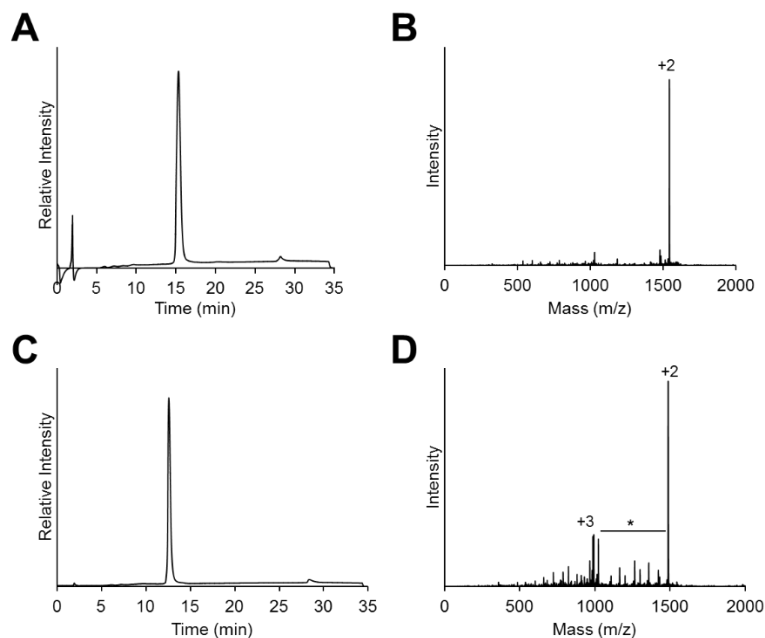 A
Relative Intensity
0 5 10 15 20 25 30 35
Time (min)
B
+2
Intensity
0 500 1000 1500 2000
Mass (m/z)
C
Relative Intensity
0 5 10 15 20 25 30 35
Time (min)
D
+2
+3
*
Intensity
0 500 1000 1500 2000
Mass (m/z)